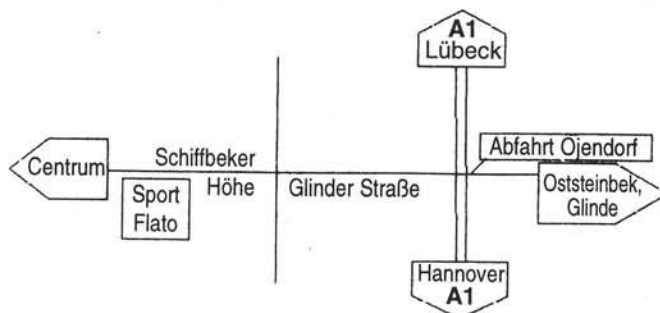 A1
Lübeck
Abfahrt Ojendorf
Centrum
Schiffbeker
Höhe
Glinder Straße
Sport
Flato
Oststeinbek,
Glinde
Hannover
A1